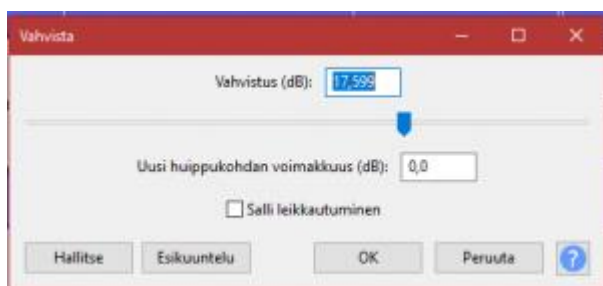 Vahvista
Vahvistus (dB): 17,599
Uusi huippukohdan voimakkuus (dB): 0,0
Salli leikkautuminen
Hallitse Esikuuntelu OK Peruuta ?